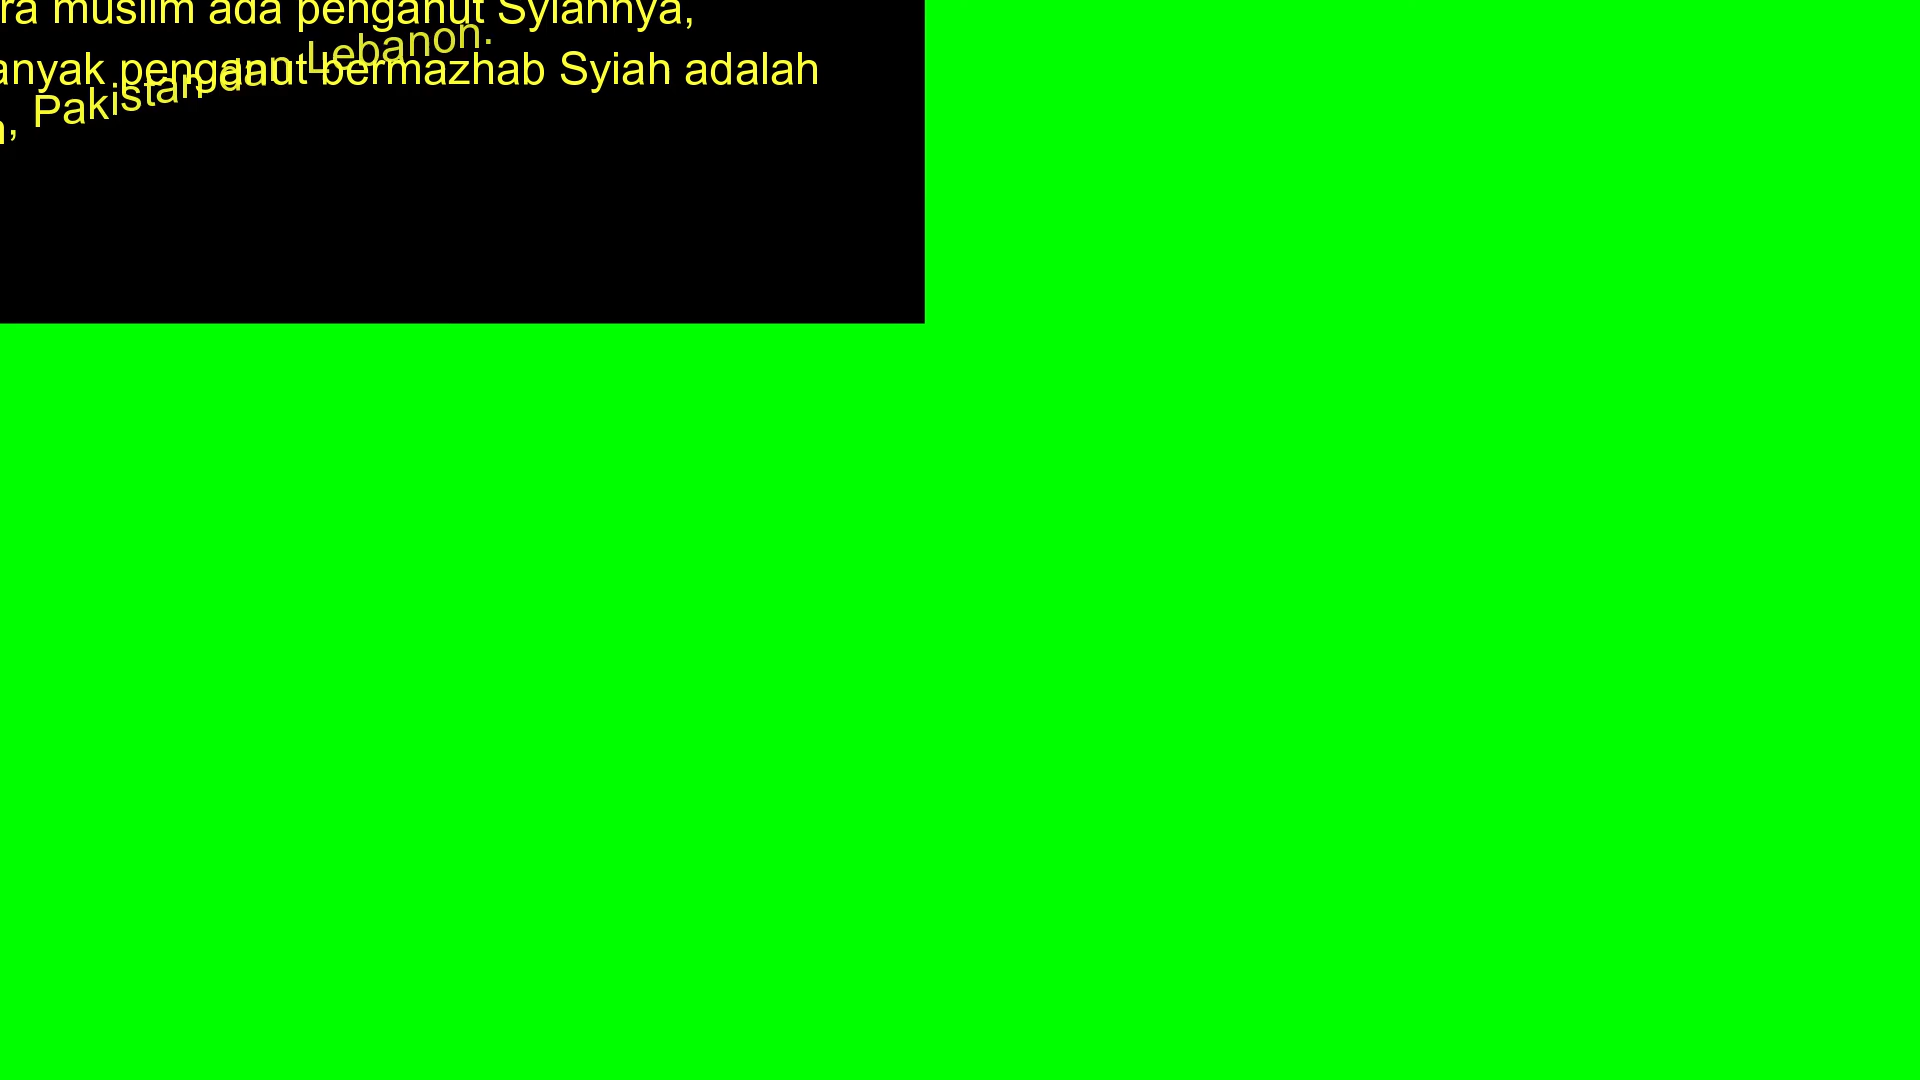 ra muslim ada penganut Syiahnya,
anyak penganut bermazhab Syiah adalah
, Pakistan dan Lebanon.